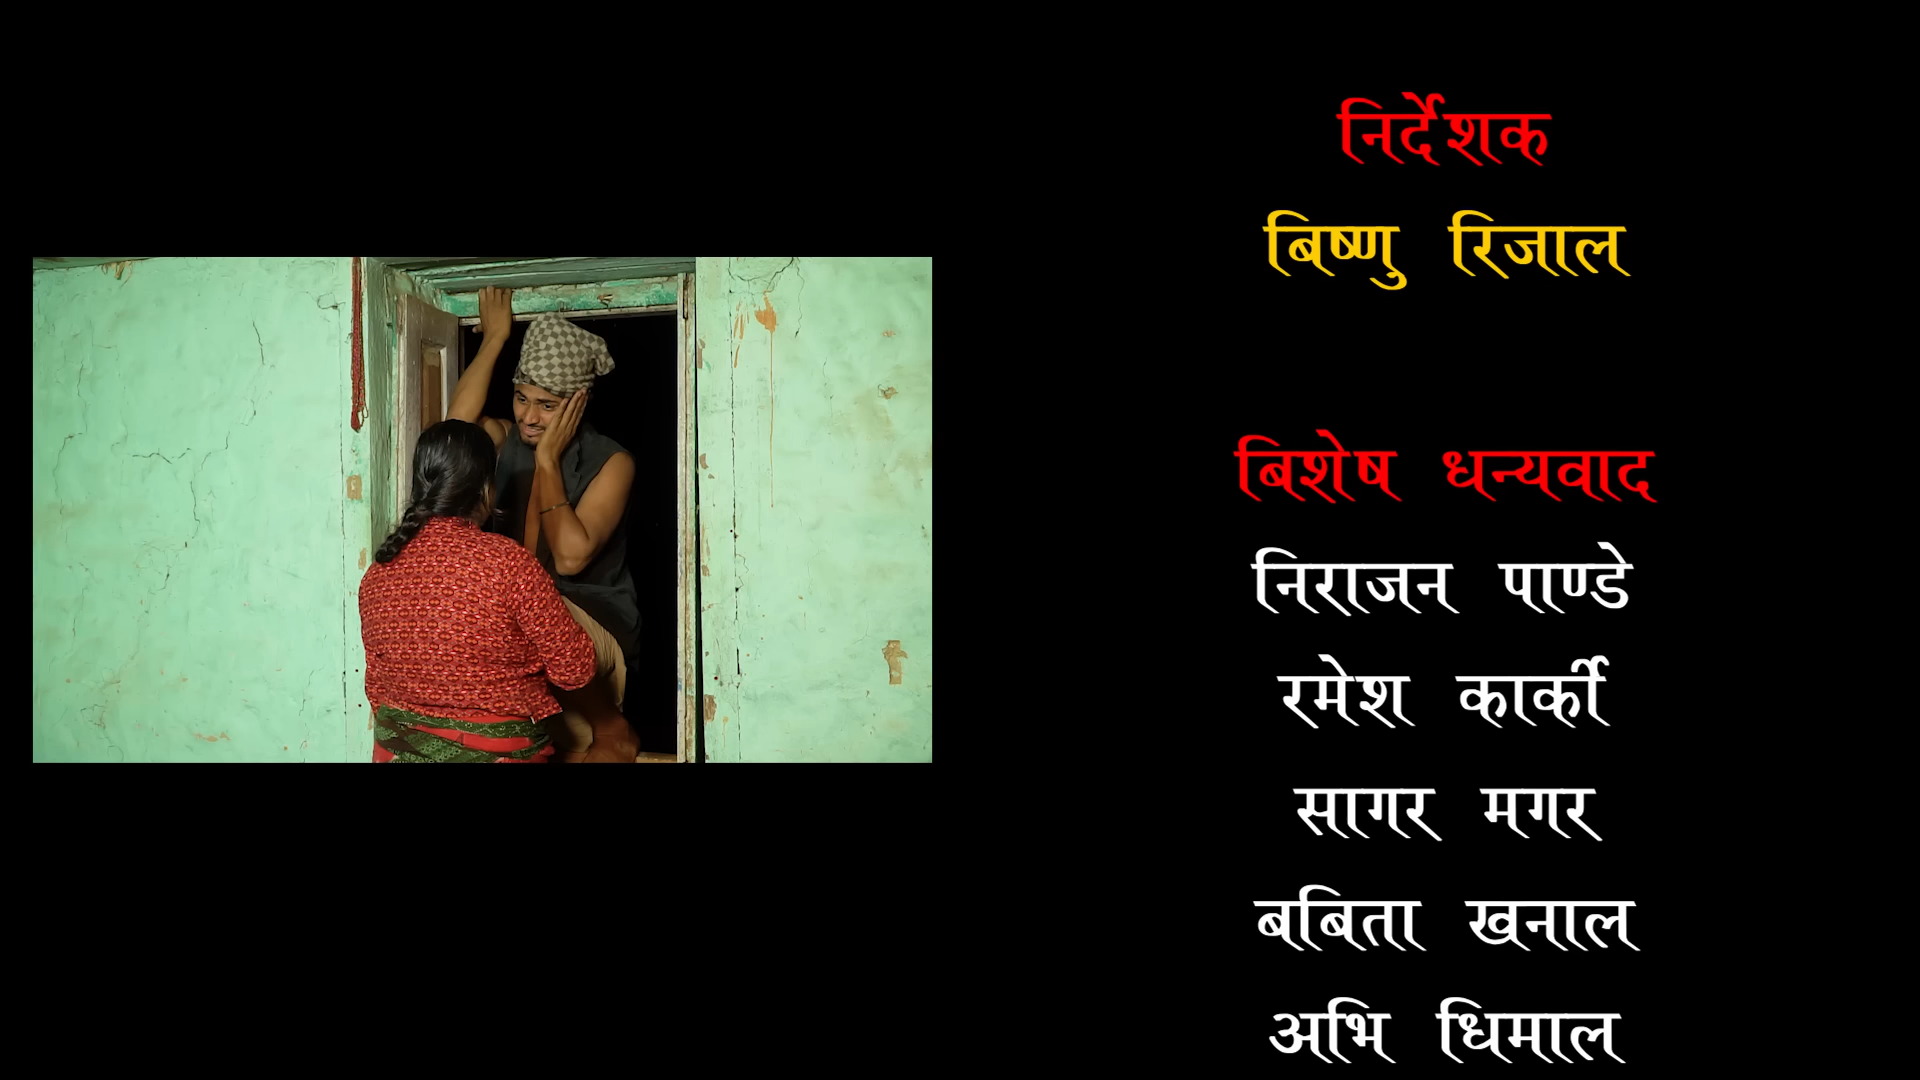 निर्देशक
बिष्णु रिजाल
बिशेष धन्यवाद
निराजन पाण्डे
रमेश कार्की
सागर मगर
बबिता खनाल
अभि धिमाल